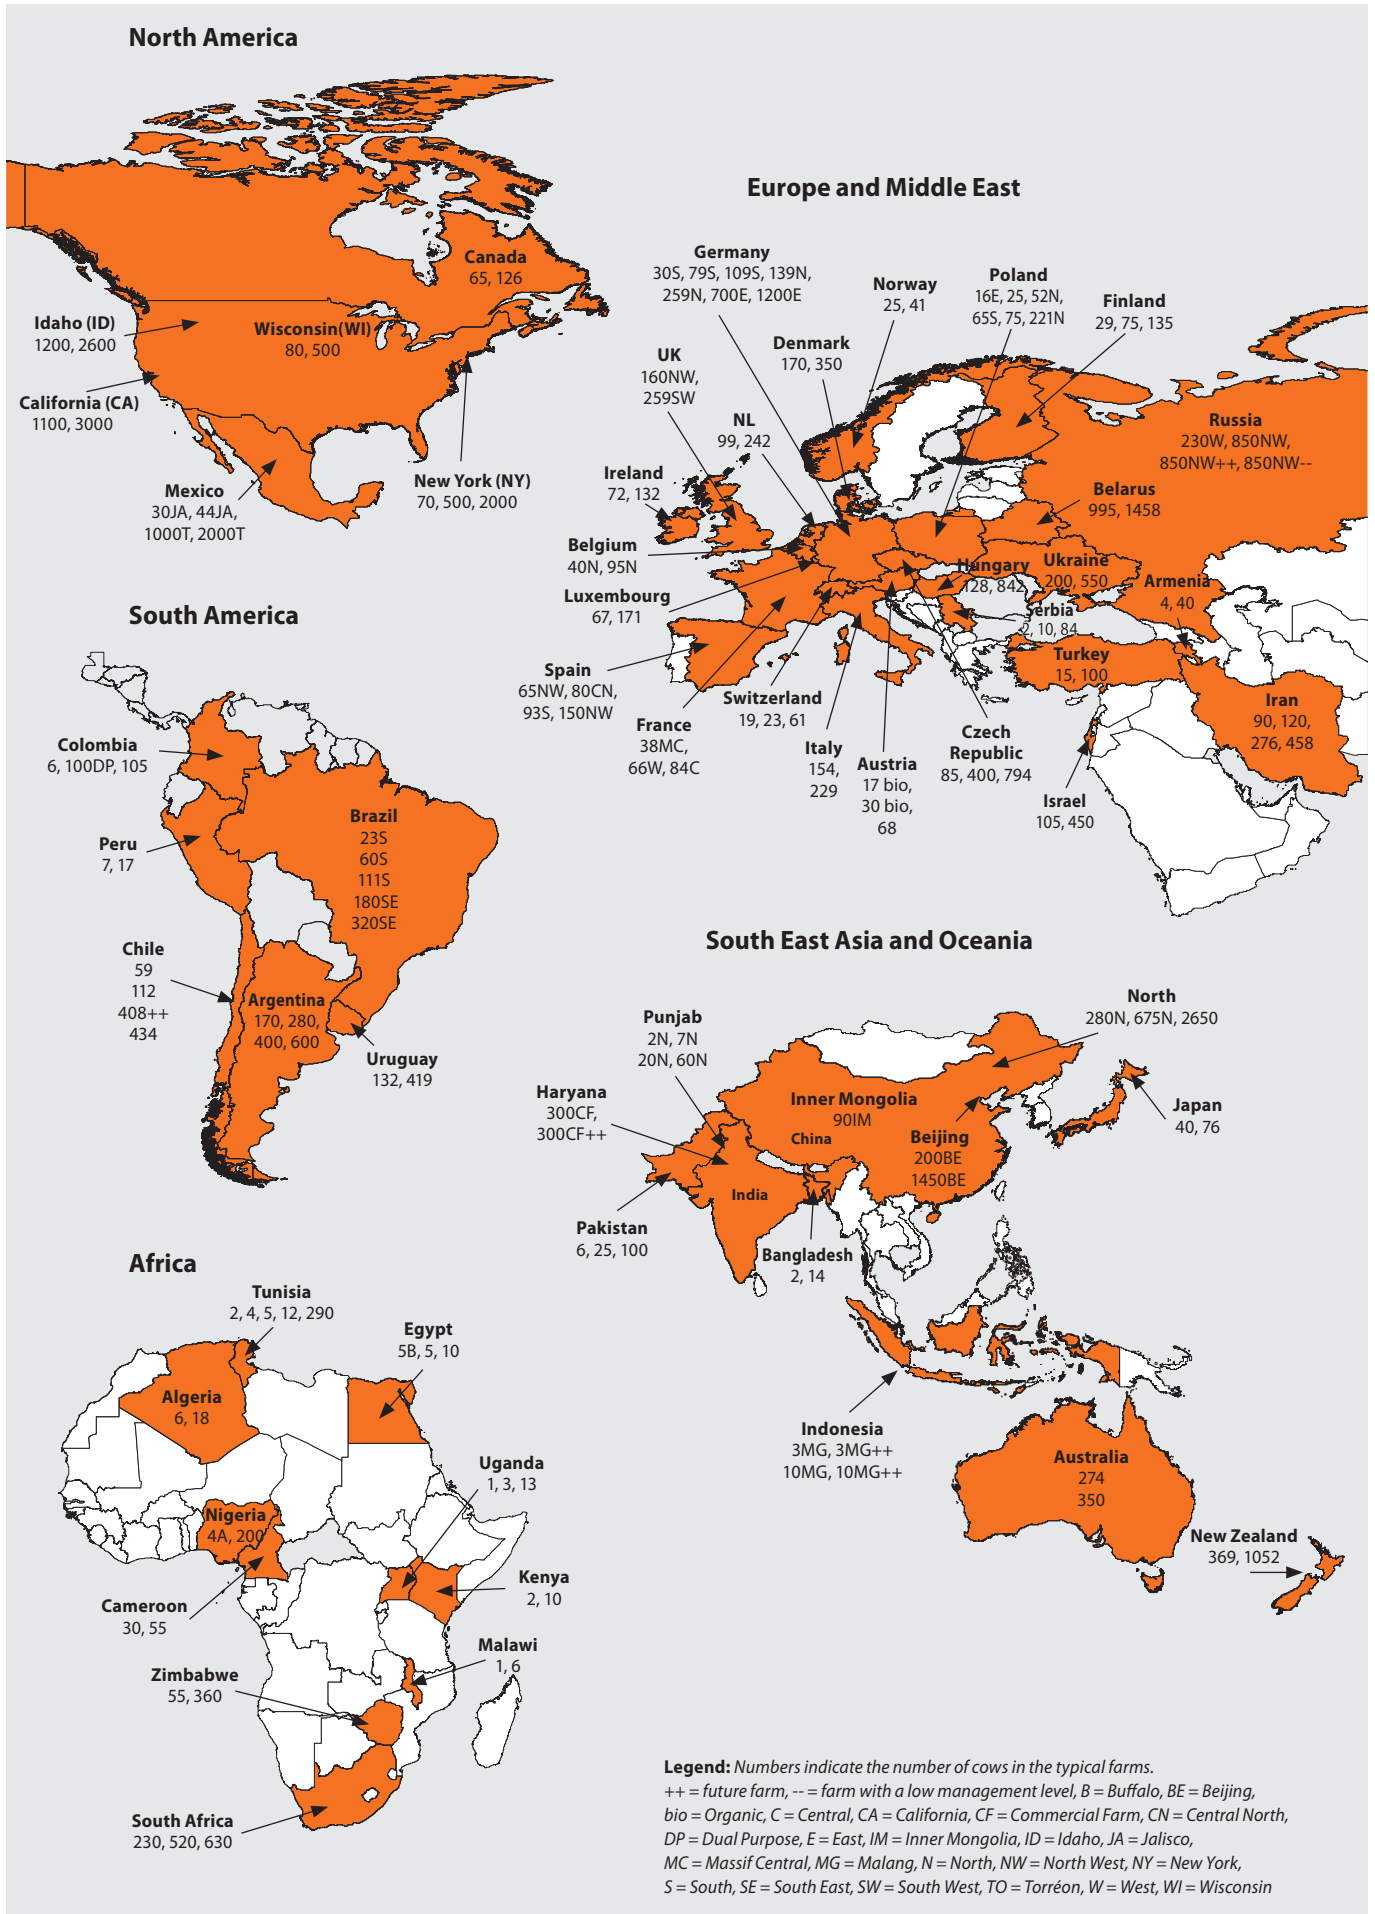 North America
Canada
65, 126
Idaho (ID)
1200, 2600
Wisconsin(WI)
80, 500
California (CA)
1100, 3000
New York (NY)
70, 500, 2000
Mexico
30JA, 44JA,
1000T, 2000T
Europe and Middle East
Germany
30S, 79S, 109S, 139N,
259N, 700E, 1200E
Norway
25, 41
Poland
16E, 25, 52N,
65S, 75, 221N
Finland
29, 75, 135
Denmark
170, 350
UK
160NW,
259SW
NL
99, 242
Russia
230W, 850NW,
850NW++, 850NW--
Ireland
72, 132
Belarus
995, 1458
Belgium
40N, 95N
Hungary
128, 842
Ukraine
200, 550
Armenia
4, 40
Luxembourg
67, 171
Serbia
2, 10, 84
Turkey
15, 100
Spain
65NW, 80CN,
93S, 150NW
Switzerland
19, 23, 61
France
38MC,
66W, 84C
Italy
154,
229
Austria
17 bio,
30 bio,
68
Czech
Republic
85, 400, 794
Iran
90, 120,
276, 458
Israel
105, 450
South America
Colombia
6, 100DP, 105
Brazil
23S
60S
111S
180SE
320SE
Peru
7, 17
Chile
59
112
408++
434
Argentina
170, 280,
400, 600
Uruguay
132, 419
South East Asia and Oceania
North
280N, 675N, 2650
Punjab
2N, 7N
20N, 60N
Haryana
300CF,
300CF++
Inner Mongolia
90IM
China
Beijing
200BE
1450BE
Japan
40, 76
India
Pakistan
6, 25, 100
Bangladesh
2, 14
Indonesia
3MG, 3MG++
10MG, 10MG++
Australia
274
350
New Zealand
369, 1052
Africa
Tunisia
2, 4, 5, 12, 290
Egypt
5B, 5, 10
Algeria
6, 18
Uganda
1, 3, 13
Nigeria
4A, 200
Kenya
2, 10
Cameroon
30, 55
Malawi
1, 6
Zimbabwe
55, 360
South Africa
230, 520, 630
Legend: Numbers indicate the number of cows in the typical farms.
++ = future farm, -- = farm with a low management level, B = Buffalo, BE = Beijing,
bio = Organic, C = Central, CA = California, CF = Commercial Farm, CN = Central North,
DP = Dual Purpose, E = East, IM = Inner Mongolia, ID = Idaho, JA = Jalisco,
MC = Massif Central, MG = Malang, N = North, NW = North West, NY = New York,
S = South, SE = South East, SW = South West, TO = Torréon, W = West, WI = Wisconsin